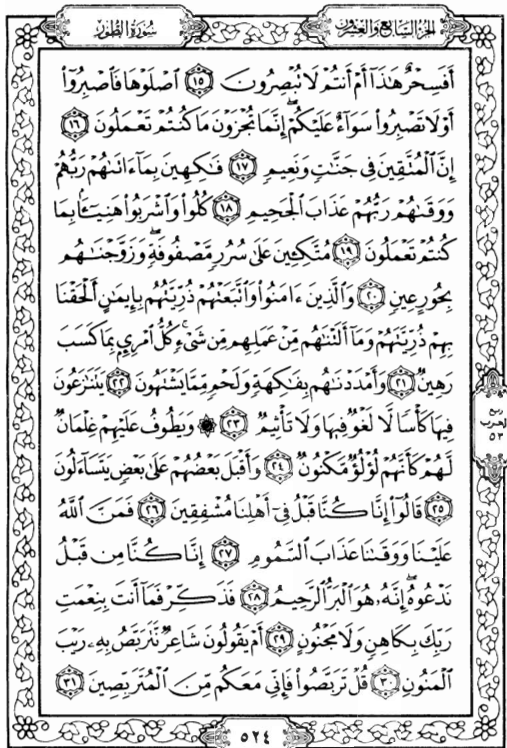 سُورَةُ الطُّورِ
الجزء السابع والعشرون
أَفَسِحْرٌ هَٰذَآ أَمْ أَنتُمْ لَا تُبْصِرُونَ ١٥ ٱصْلَوْهَا فَٱصْبِرُوٓا۟
أَوْ لَا تَصْبِرُوا۟ سَوَآءٌ عَلَيْكُمْ ۖ إِنَّمَا تُجْزَوْنَ مَا كُنتُمْ تَعْمَلُونَ ١٦
إِنَّ ٱلْمُتَّقِينَ فِى جَنَّٰتٍ وَنَعِيمٍ ١٧ فَٰكِهِينَ بِمَآ ءَاتَىٰهُمْ رَبُّهُمْ
وَوَقَىٰهُمْ رَبُّهُمْ عَذَابَ ٱلْجَحِيمِ ١٨ كُلُوا۟ وَٱشْرَبُوا۟ هَنِيٓـًٔۢا بِمَا
كُنتُمْ تَعْمَلُونَ ١٩ مُتَّكِـِٔينَ عَلَىٰ سُرُرٍ مَّصْفُوفَةٍ ۖ وَزَوَّجْنَٰهُم
بِحُورٍ عِينٍ ٢٠ وَٱلَّذِينَ ءَامَنُوا۟ وَٱتَّبَعَتْهُمْ ذُرِّيَّتُهُم بِإِيمَٰنٍ أَلْحَقْنَا
بِهِمْ ذُرِّيَّتَهُمْ وَمَآ أَلَتْنَٰهُم مِّنْ عَمَلِهِم مِّن شَىْءٍ ۚ كُلُّ ٱمْرِئٍۭ بِمَا كَسَبَ
رَهِينٌ ٢١ وَأَمْدَدْنَٰهُم بِفَٰكِهَةٍ وَلَحْمٍ مِّمَّا يَشْتَهُونَ ٢٢ يَتَنَٰزَعُونَ
فِيهَا كَأْسًا لَّا لَغْوٌ فِيهَا وَلَا تَأْثِيمٌ ٢٣ ۞ وَيَطُوفُ عَلَيْهِمْ غِلْمَانٌ
لَّهُمْ كَأَنَّهُمْ لُؤْلُؤٌ مَّكْنُونٌ ٢٤ وَأَقْبَلَ بَعْضُهُمْ عَلَىٰ بَعْضٍ يَتَسَآءَلُونَ
٢٥ قَالُوٓا۟ إِنَّا كُنَّا قَبْلُ فِىٓ أَهْلِنَا مُشْفِقِينَ ٢٦ فَمَنَّ ٱللَّهُ
عَلَيْنَا وَوَقَىٰنَا عَذَابَ ٱلسَّمُومِ ٢٧ إِنَّا كُنَّا مِن قَبْلُ
نَدْعُوهُ ۖ إِنَّهُۥ هُوَ ٱلْبَرُّ ٱلرَّحِيمُ ٢٨ فَذَكِّرْ فَمَآ أَنتَ بِنِعْمَتِ
رَبِّكَ بِكَاهِنٍ وَلَا مَجْنُونٍ ٢٩ أَمْ يَقُولُونَ شَاعِرٌ نَّتَرَبَّصُ بِهِۦ رَيْبَ
ٱلْمَنُونِ ٣٠ قُلْ تَرَبَّصُوا۟ فَإِنِّى مَعَكُم مِّنَ ٱلْمُتَرَبِّصِينَ ٣١
ربع
الحزب
٥٣
٥٢٤